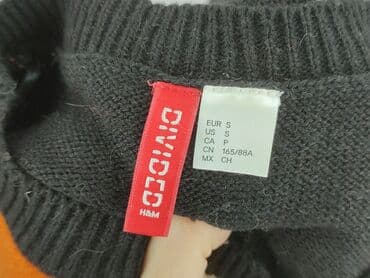 DIVIDED
H&M
EUR S
US S
CA P
CN 165/88A
MX CH